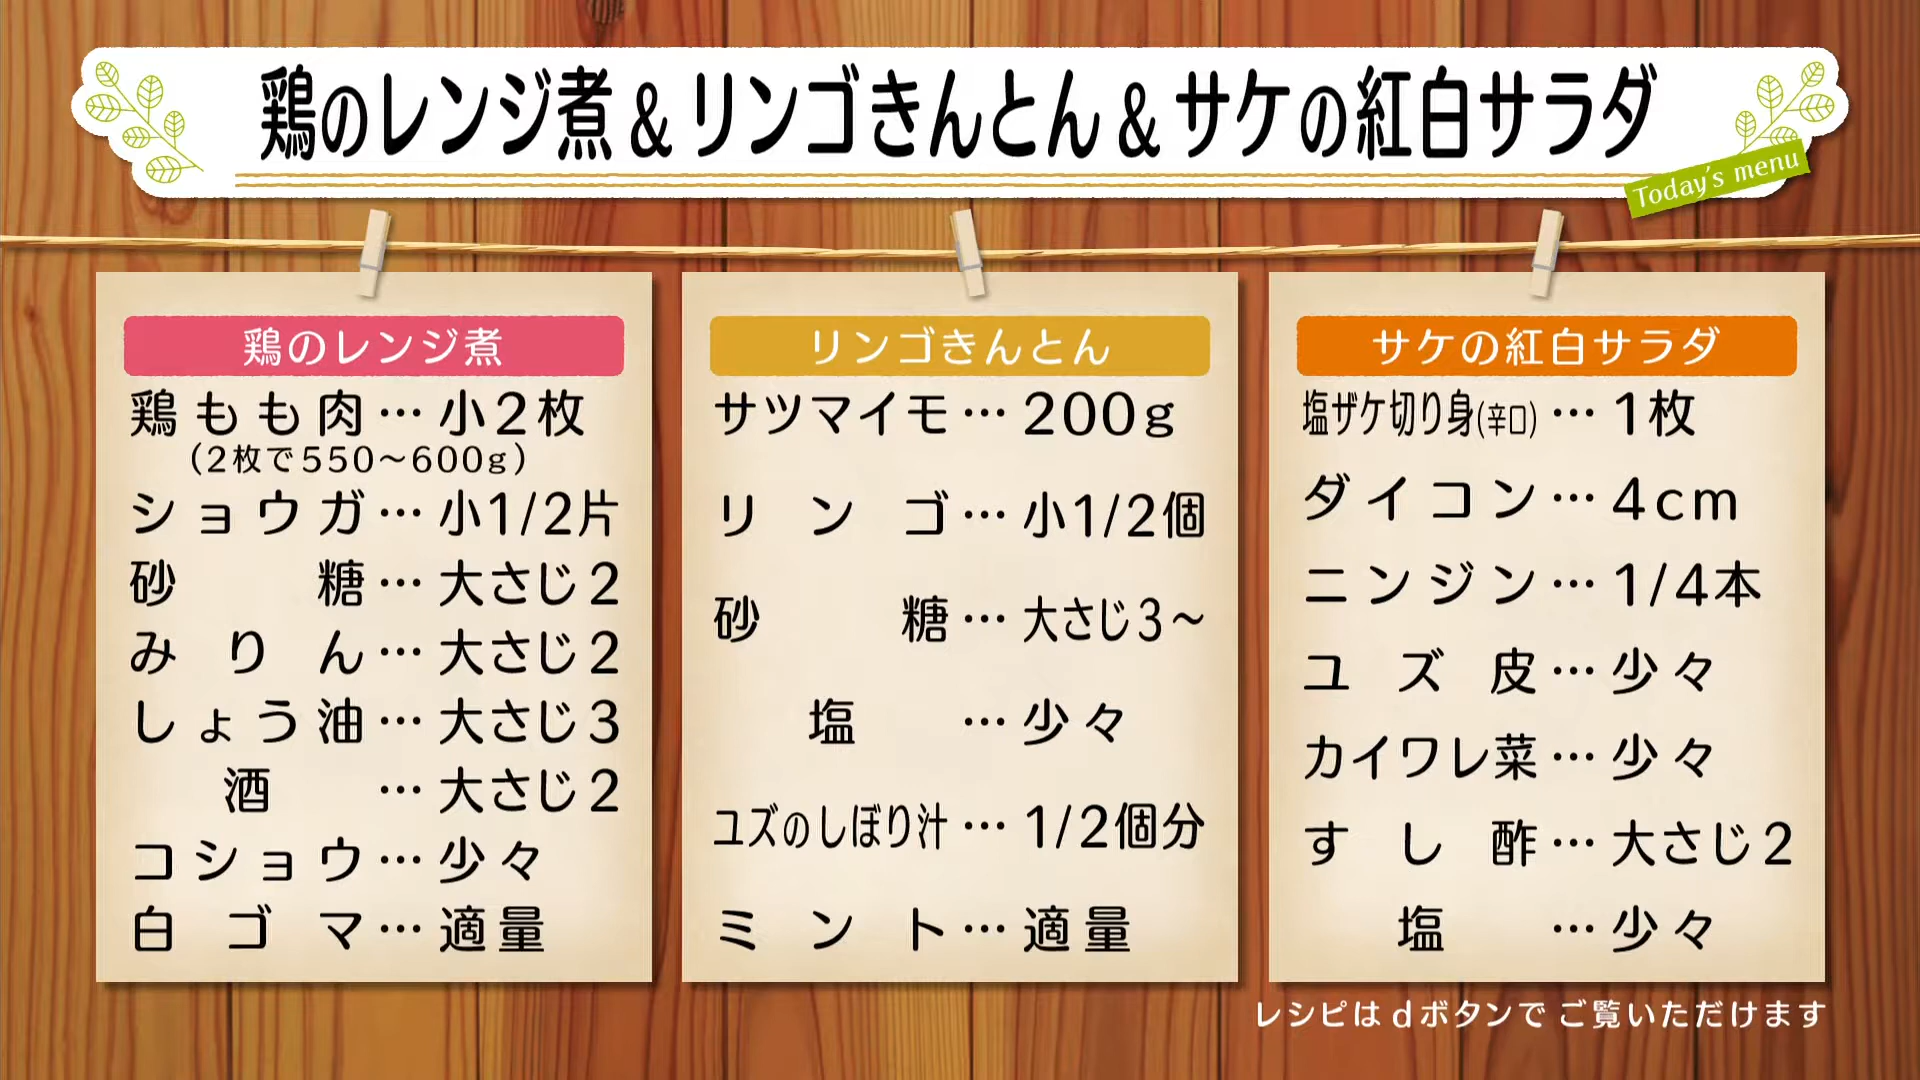 鶏のレンジ煮&リンゴきんとん&サケの紅白サラダ
Today's menu
鶏のレンジ煮
鶏もも肉…小2枚
(2枚で550〜600g)
ショウガ…小1/2片
砂糖…大さじ2
みりん…大さじ2
しょう油…大さじ3
酒…大さじ2
コショウ…少々
白ゴマ…適量
リンゴきんとん
サツマイモ…200g
リンゴ…小1/2個
砂糖…大さじ3〜
塩…少々
ユズのしぼり汁…1/2個分
ミント…適量
サケの紅白サラダ
塩ザケ切り身(辛口)…1枚
ダイコン…4cm
ニンジン…1/4本
ユズ皮…少々
カイワレ菜…少々
すし酢…大さじ2
塩…少々
レシピはdボタンでご覧いただけます